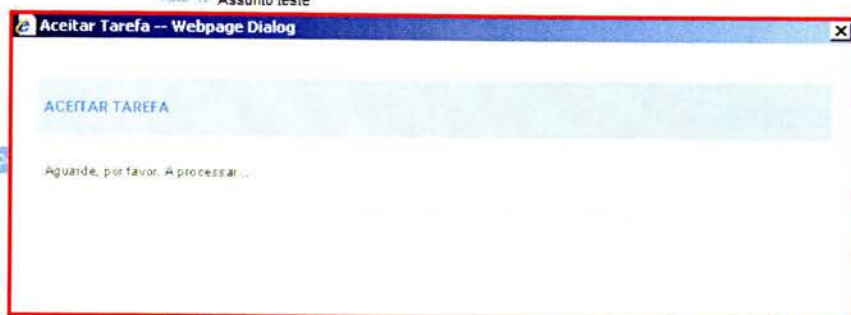 Assunto teste
Aceitar Tarefa -- Webpage Dialog
ACEITAR TAREFA
Aguarde, por favor. A processar...